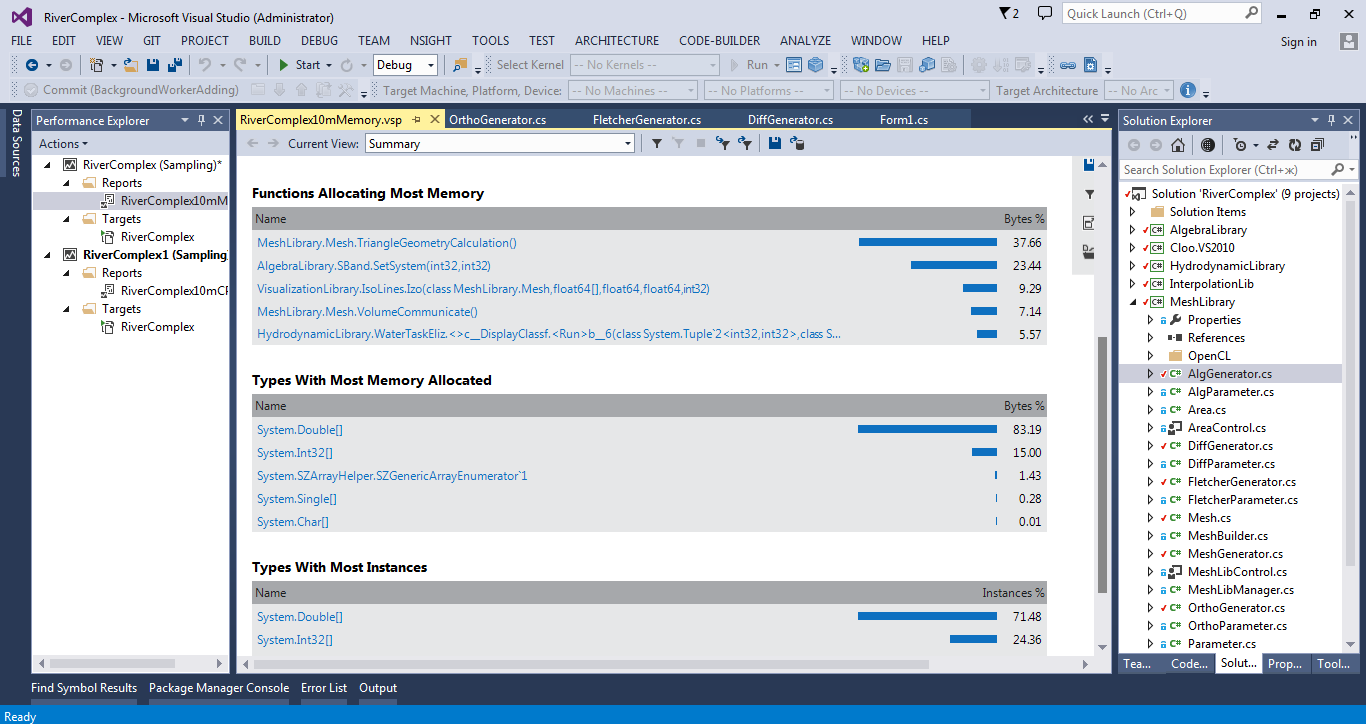 RiverComplex - Microsoft Visual Studio (Administrator)
2
Quick Launch (Ctrl+Q)
FILE EDIT VIEW GIT PROJECT BUILD DEBUG TEAM NSIGHT TOOLS TEST ARCHITECTURE CODE-BUILDER ANALYZE WINDOW HELP
Sign in
Start Debug Select Kernel -- No Kernels -- Run
Commit (BackgroundWorkerAdding) Target Machine, Platform, Device: -- No Machines -- -- No Platforms -- -- No Devices -- Target Architecture -- No Arc
Data Sources
Performance Explorer
Actions
RiverComplex (Sampling)*
Reports
RiverComplex10mM
Targets
RiverComplex
RiverComplex1 (Sampling)
Reports
RiverComplex10mCP
Targets
RiverComplex
RiverComplex10mMemory.vsp OrthoGenerator.cs FletcherGenerator.cs DiffGenerator.cs Form1.cs
Current View: Summary
Functions Allocating Most Memory
Name Bytes %
MeshLibrary.Mesh.TriangleGeometryCalculation() 37.66
AlgebraLibrary.SBand.SetSystem(int32,int32) 23.44
VisualizationLibrary.IsoLines.Izo(class MeshLibrary.Mesh,float64[],float64,float64,int32) 9.29
MeshLibrary.Mesh.VolumeCommunicate() 7.14
HydrodynamicLibrary.WaterTaskEliz.<>c__DisplayClassf.<Run>b__6(class System.Tuple`2<int32,int32>,class S... 5.57
Types With Most Memory Allocated
Name Bytes %
System.Double[] 83.19
System.Int32[] 15.00
System.SZArrayHelper.SZGenericArrayEnumerator`1 1.43
System.Single[] 0.28
System.Char[] 0.01
Types With Most Instances
Name Instances %
System.Double[] 71.48
System.Int32[] 24.36
Solution Explorer
Search Solution Explorer (Ctrl+ж)
Solution 'RiverComplex' (9 projects)
Solution Items
AlgebraLibrary
Cloo.VS2010
HydrodynamicLibrary
InterpolationLib
MeshLibrary
Properties
References
OpenCL
AlgGenerator.cs
AlgParameter.cs
Area.cs
AreaControl.cs
DiffGenerator.cs
DiffParameter.cs
FletcherGenerator.cs
FletcherParameter.cs
Mesh.cs
MeshBuilder.cs
MeshGenerator.cs
MeshLibControl.cs
MeshLibManager.cs
OrthoGenerator.cs
OrthoParameter.cs
Parameter.cs
Tea... Code... Solut... Prop... Tool...
Find Symbol Results Package Manager Console Error List Output
Ready